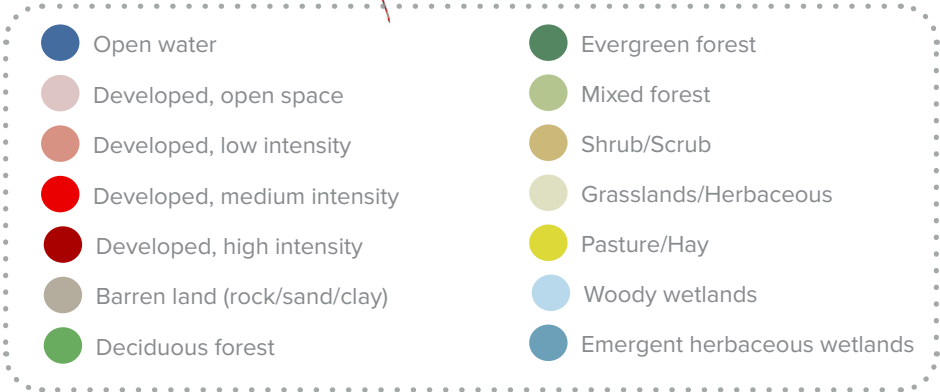 Open water
Developed, open space
Developed, low intensity
Developed, medium intensity
Developed, high intensity
Barren land (rock/sand/clay)
Deciduous forest
Evergreen forest
Mixed forest
Shrub/Scrub
Grasslands/Herbaceous
Pasture/Hay
Woody wetlands
Emergent herbaceous wetlands